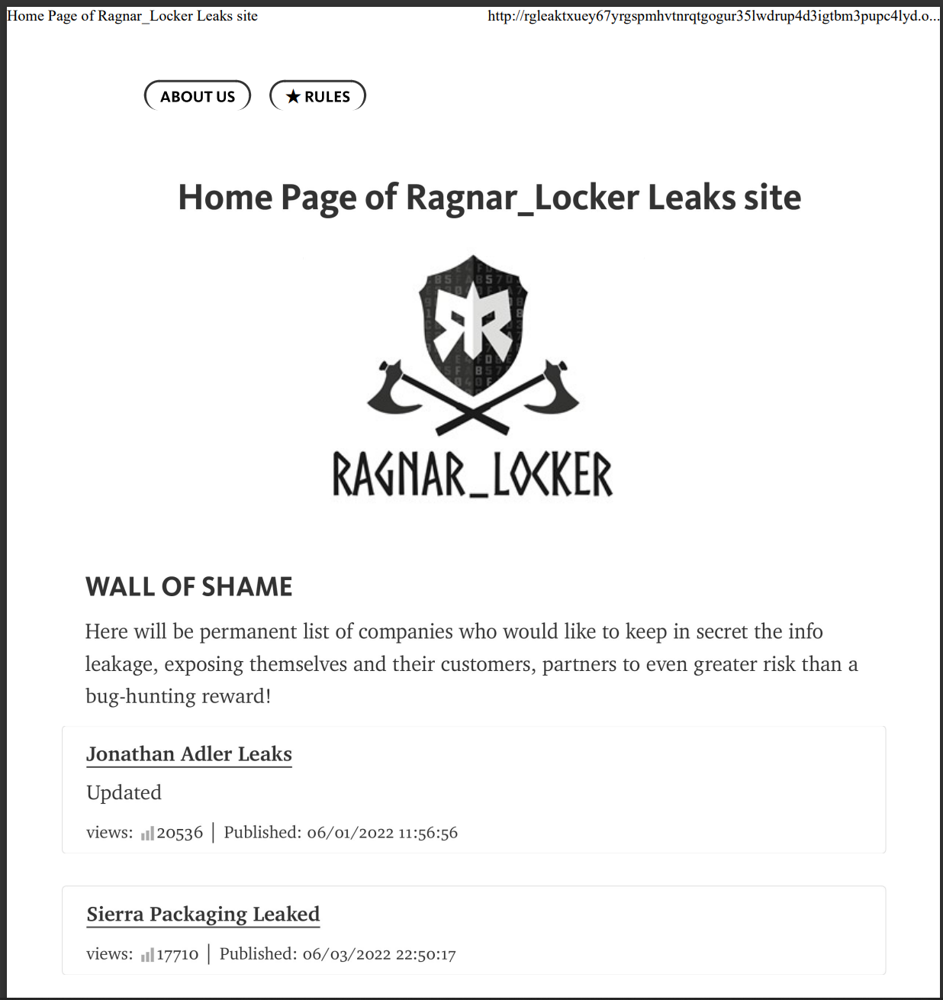 Home Page of Ragnar_Locker Leaks site
http://rgleaktxuey67yrgspmhvtnrqtgogur35lwdrup4d3igtbm3pupc4lyd.o...
ABOUT US
★ RULES
Home Page of Ragnar_Locker Leaks site
RAGNAR_LOCKER
WALL OF SHAME
Here will be permanent list of companies who would like to keep in secret the info
leakage, exposing themselves and their customers, partners to even greater risk than a
bug-hunting reward!
Jonathan Adler Leaks
Updated
views: 20536 | Published: 06/01/2022 11:56:56
Sierra Packaging Leaked
views: 17710 | Published: 06/03/2022 22:50:17